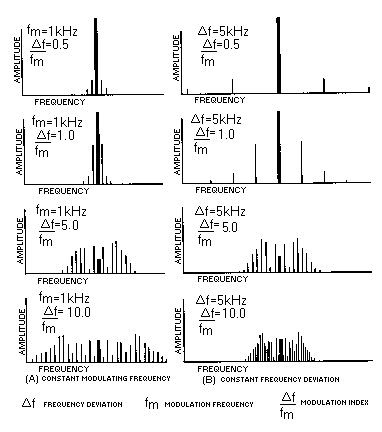 fm=1kHz
Δf=0.5
fm
AMPLITUDE
FREQUENCY
Δf=5kHz
Δf=0.5
fm
AMPLITUDE
FREQUENCY
fm=1kHz
Δf=1.0
fm
AMPLITUDE
FREQUENCY
Δf=5kHz
Δf= 1.0
fm
AMPLITUDE
FREQUENCY
fm=1kHz
Δf=5.0
fm
AMPLITUDE
FREQUENCY
Δf=5kHz
Δf= 5.0
fm
AMPLITUDE
FREQUENCY
fm=1kHz
Δf= 10.0
fm
AMPLITUDE
FREQUENCY
Δf=5kHz
Δf=10.0
fm
AMPLITUDE
FREQUENCY
(A) CONSTANT MODULATING FREQUENCY
(B) CONSTANT FREQUENCY DEVIATION
Δf FREQUENCY DEVIATION
fm MODULATION FREQUENCY
Δf
fm MODULATION INDEX